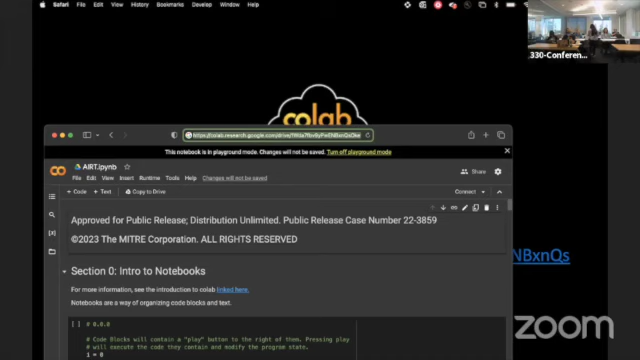 Safari File Edit View History Bookmarks Develop Window Help
330-Conferen...
colab
This notebook is in playground mode. Changes will not be saved. Turn off playground mode
AIRT.ipynb
File Edit View Insert Runtime Tools Help Changes will not be saved
Share
+ Code + Text Copy to Drive
Connect
Approved for Public Release; Distribution Unlimited. Public Release Case Number 22-3859
©2023 The MITRE Corporation. ALL RIGHTS RESERVED
NBxnQs
Section 0: Intro to Notebooks
For more information, see the introduction to colab linked here.
Notebooks are a way of organizing code blocks and text.
[ ] # 0.0.0
# Code Blocks will contain a "play" button to the right of them. Pressing play
# will execute the code they contain and modify the program state.
i = 0
zoom